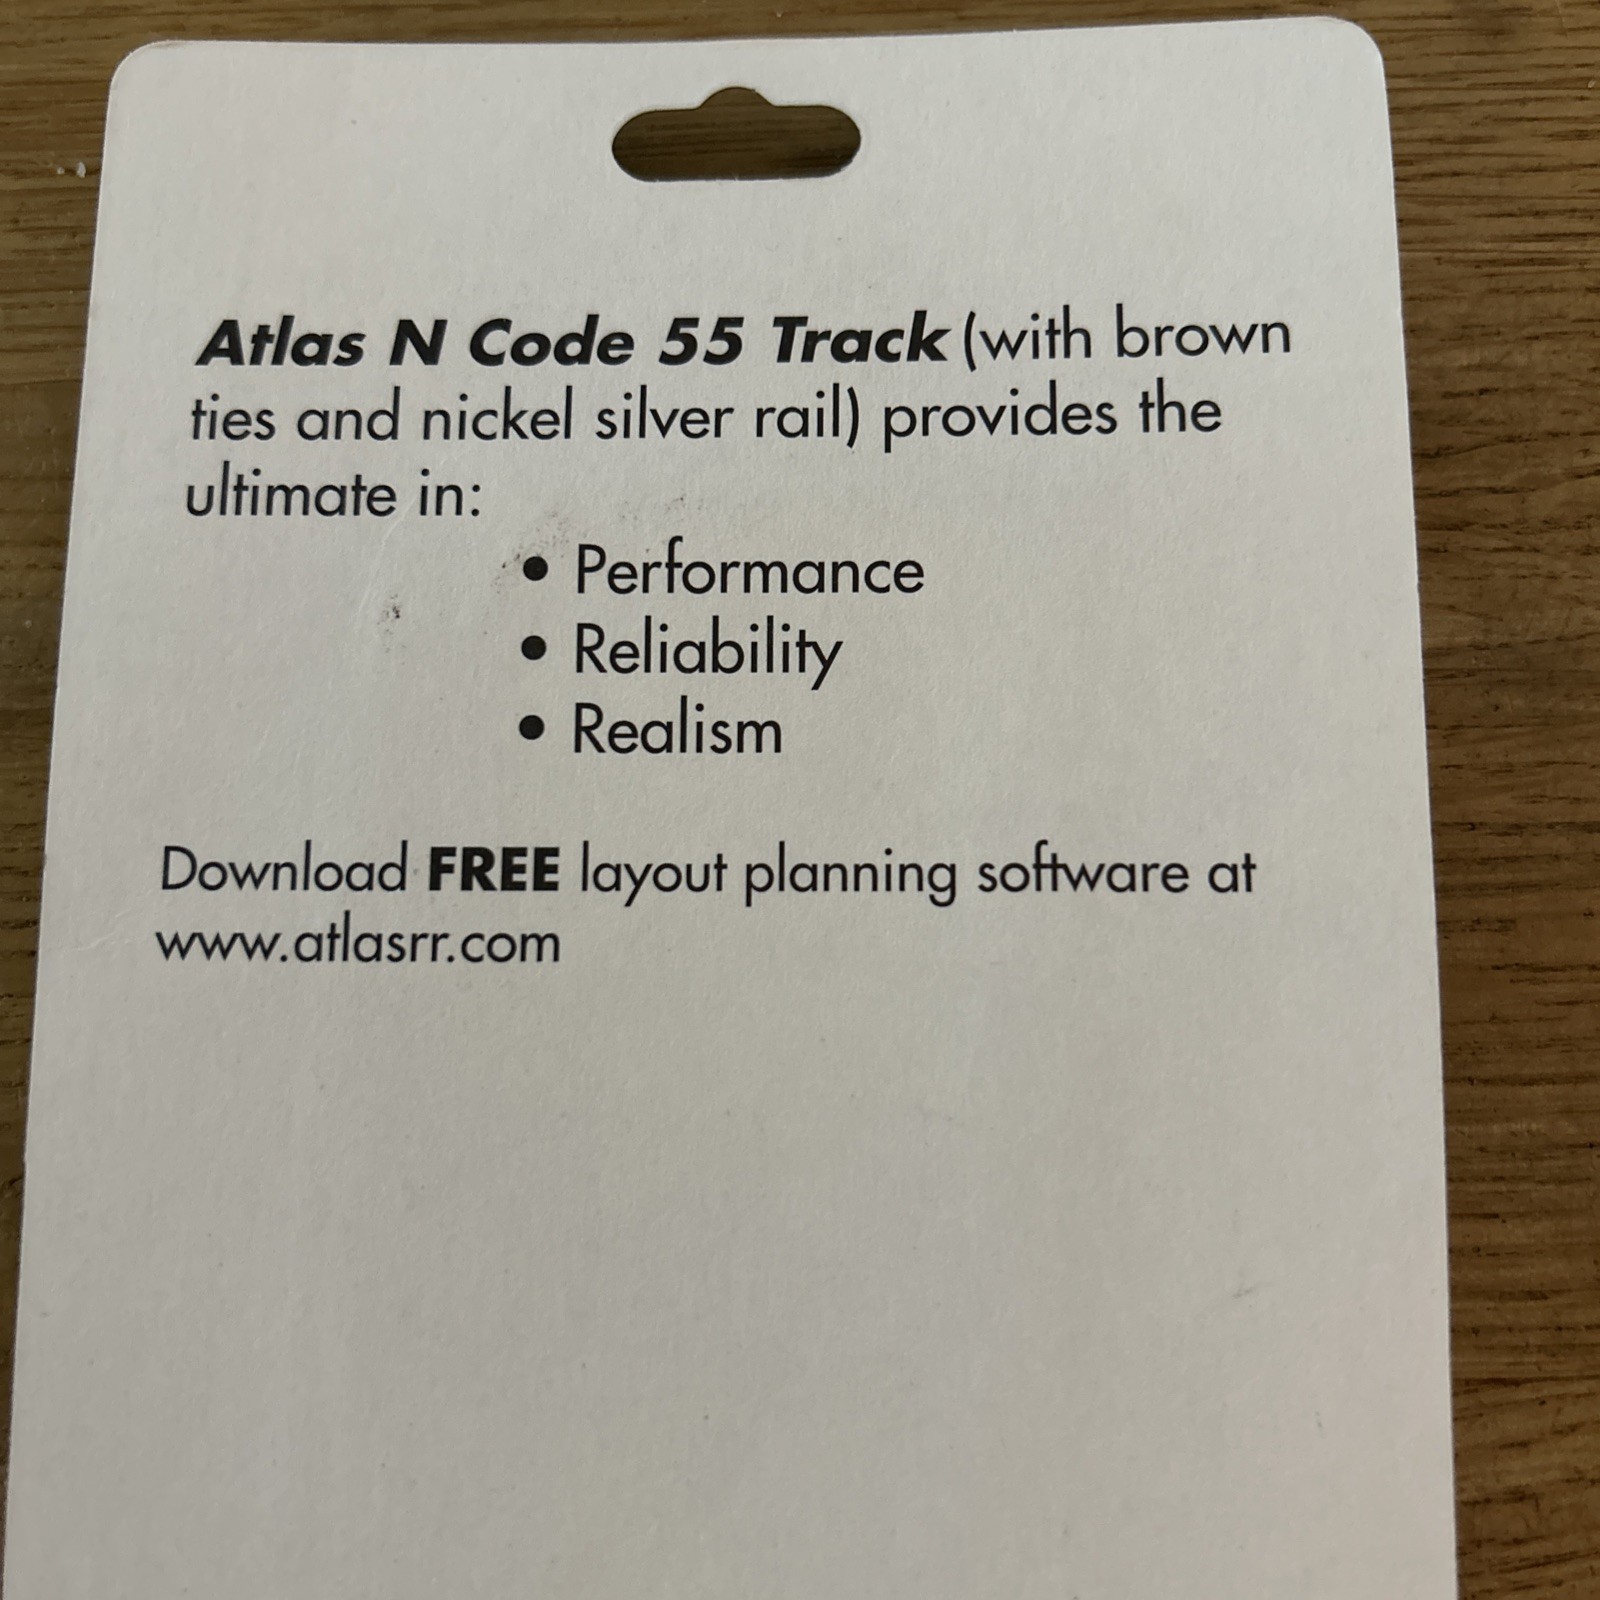 Atlas N Code 55 Track (with brown
ties and nickel silver rail) provides the
ultimate in:
• Performance
• Reliability
• Realism
Download FREE layout planning software at
www.atlasrr.com